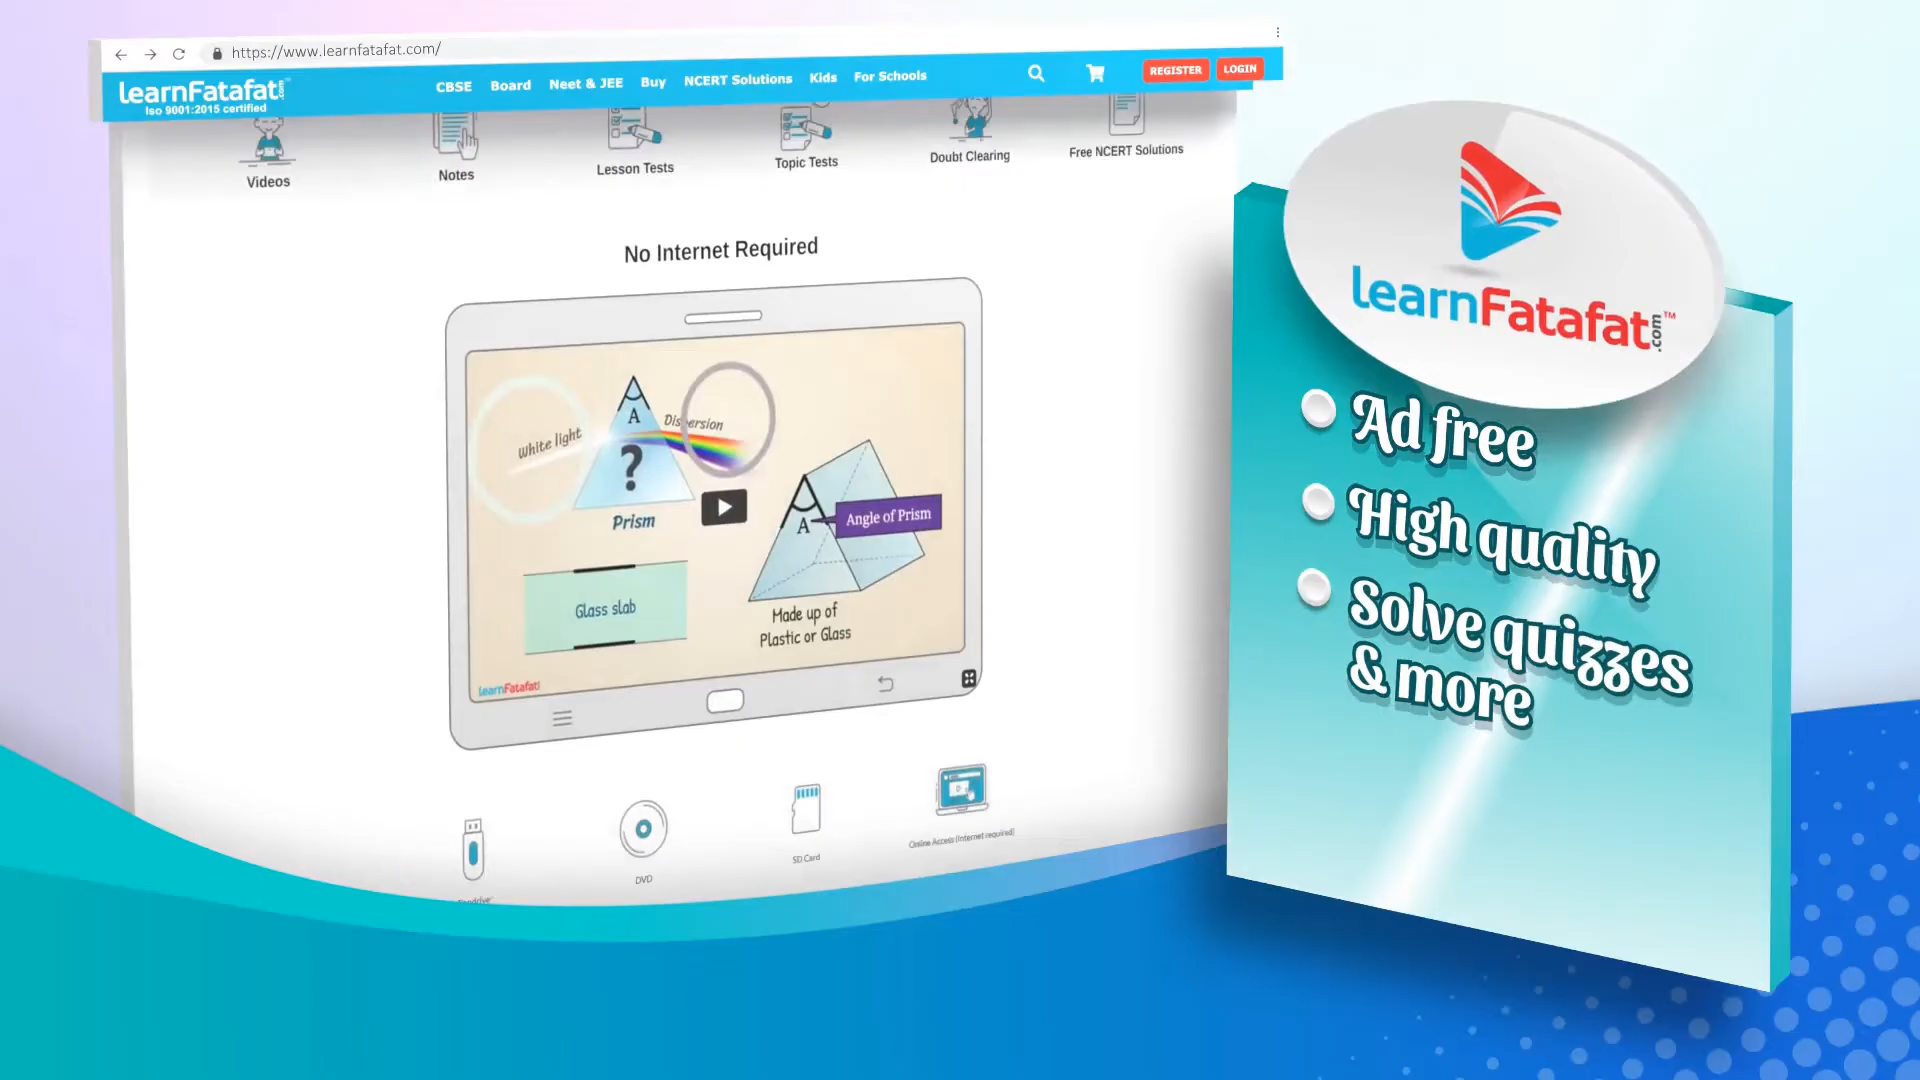 https://www.learnfatafat.com/
learnFatafat.com
Iso 9001:2015 certified
CBSE Board Neet & JEE Buy NCERT Solutions Kids For Schools
REGISTER LOGIN
Videos
Notes
Lesson Tests
Topic Tests
Doubt Clearing
Free NCERT Solutions
No Internet Required
White light
A
Dispersion
?
Prism
A
Angle of Prism
Glass slab
Made up of
Plastic or Glass
learnFatafat
DVD
SD Card
Online Access (Internet required)
learnFatafat.com™
Ad free
High quality
Solve quizzes
& more